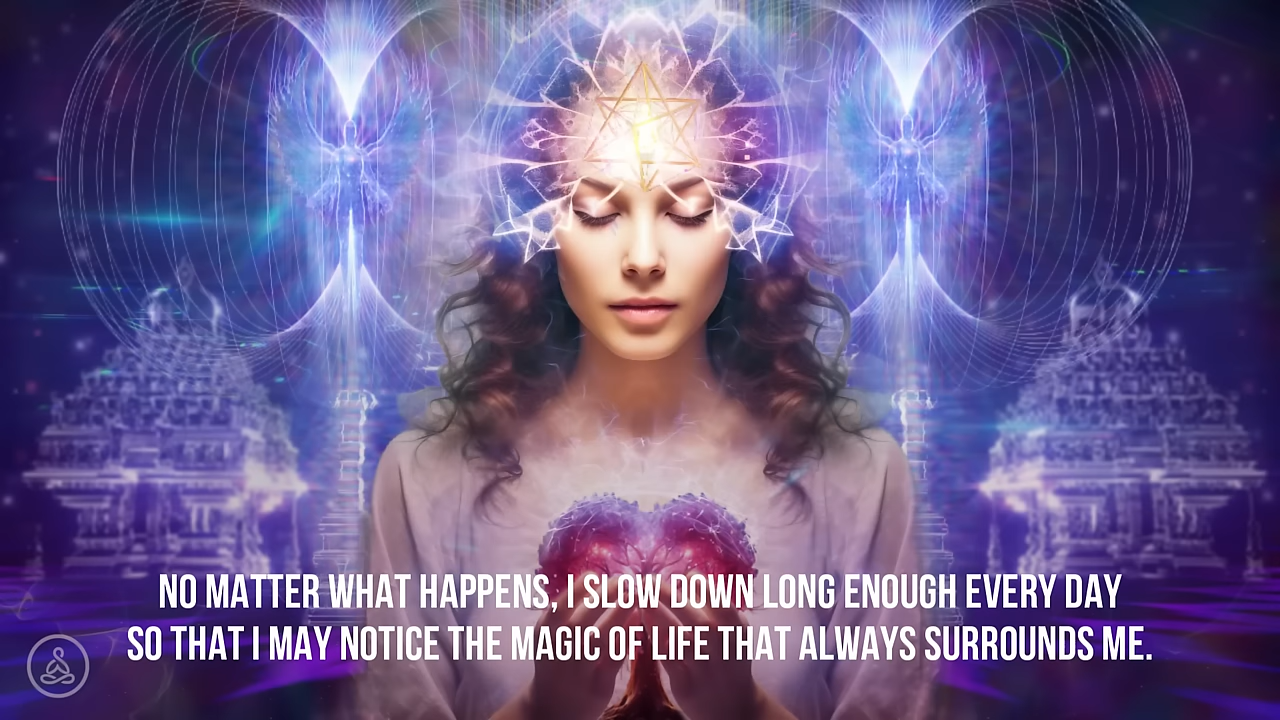 NO MATTER WHAT HAPPENS, I SLOW DOWN LONG ENOUGH EVERY DAY
SO THAT I MAY NOTICE THE MAGIC OF LIFE THAT ALWAYS SURROUNDS ME.